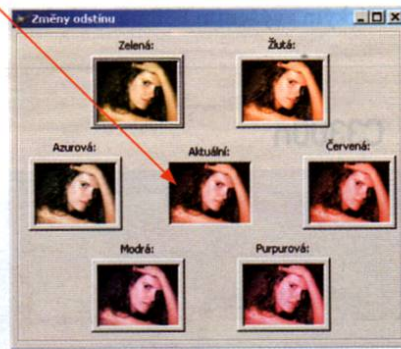 Změny odstínu
Zelená: Žlutá:
Azurová: Aktuální: Červená:
Modrá: Purpurová: